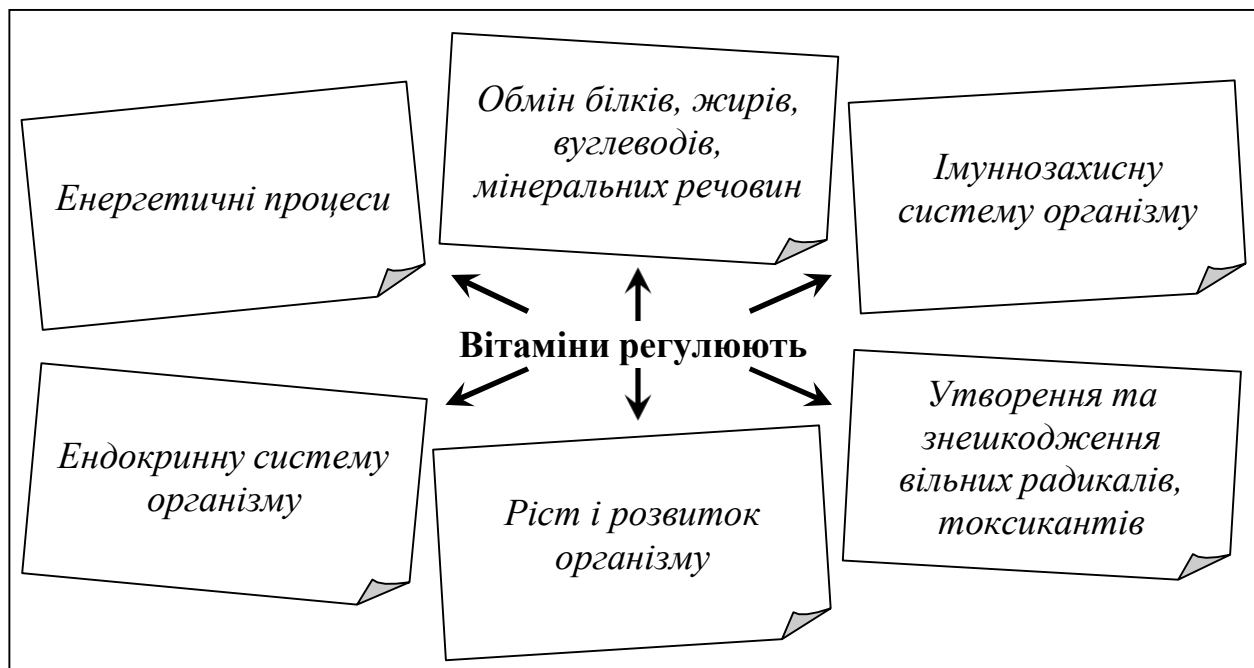 Енергетичні процеси
Обмін білків, жирів,
вуглеводів,
мінеральних речовин
Імуннозахисну
систему організму
Вітаміни регулюють
Ендокринну систему
організму
Ріст і розвиток
організму
Утворення та
знешкодження
вільних радикалів,
токсикантів